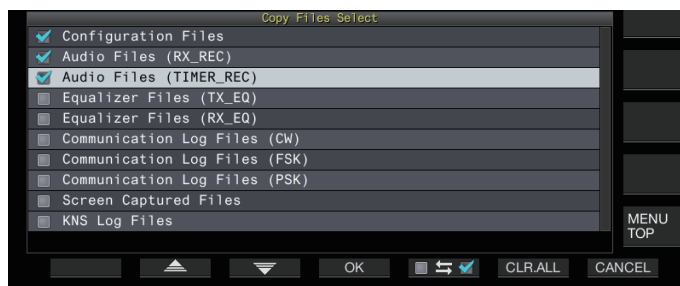 Copy Files Select
Configuration Files
Audio Files (RX_REC)
Audio Files (TIMER_REC)
Equalizer Files (TX_EQ)
Equalizer Files (RX_EQ)
Communication Log Files (CW)
Communication Log Files (FSK)
Communication Log Files (PSK)
Screen Captured Files
KNS Log Files
MENU
TOP
OK
CLR.ALL
CANCEL